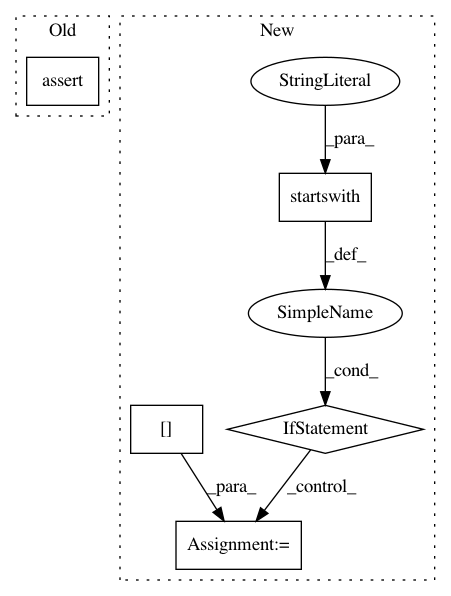 Old
New
assert
StringLiteral
_para_
startswith
_def_
SimpleName
_cond_
[]
IfStatement
_para_
_control_
Assignment:=